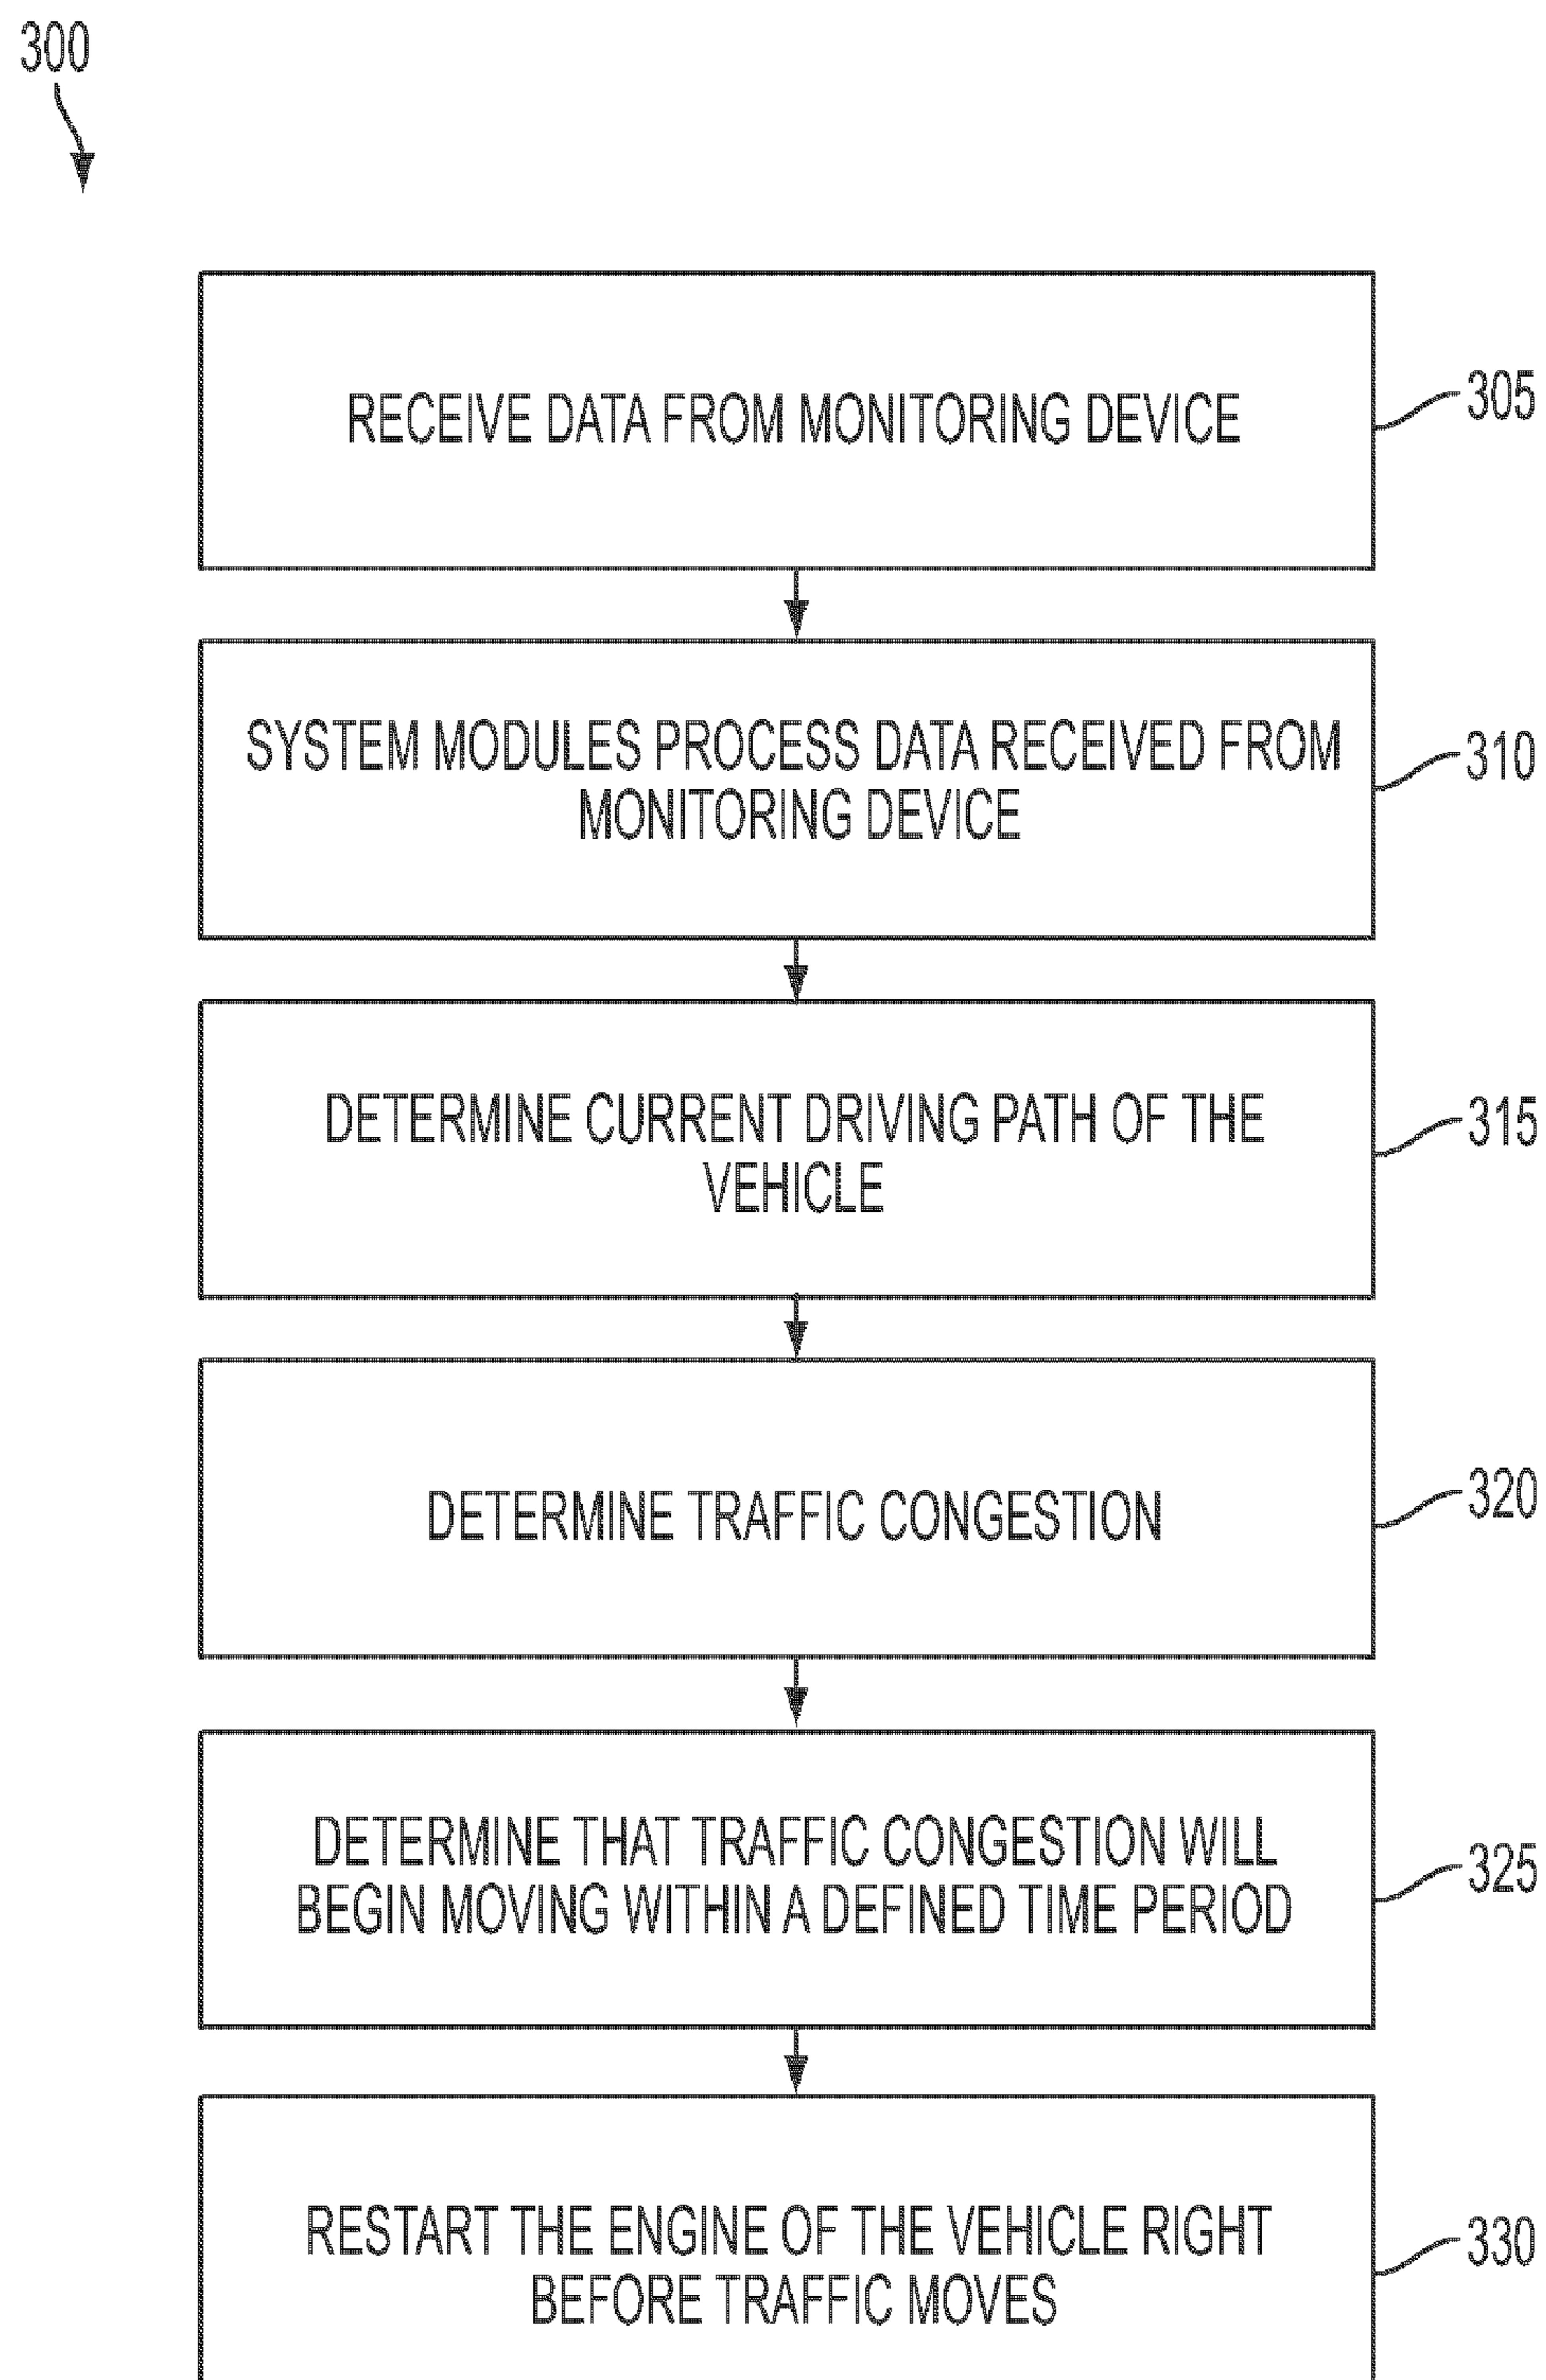 300
RECEIVE DATA FROM MONITORING DEVICE
305
SYSTEM MODULES PROCESS DATA RECEIVED FROM
MONITORING DEVICE
310
DETERMINE CURRENT DRIVING PATH OF THE
VEHICLE
315
DETERMINE TRAFFIC CONGESTION
320
DETERMINE THAT TRAFFIC CONGESTION WILL
BEGIN MOVING WITHIN A DEFINED TIME PERIOD
325
RESTART THE ENGINE OF THE VEHICLE RIGHT
BEFORE TRAFFIC MOVES
330